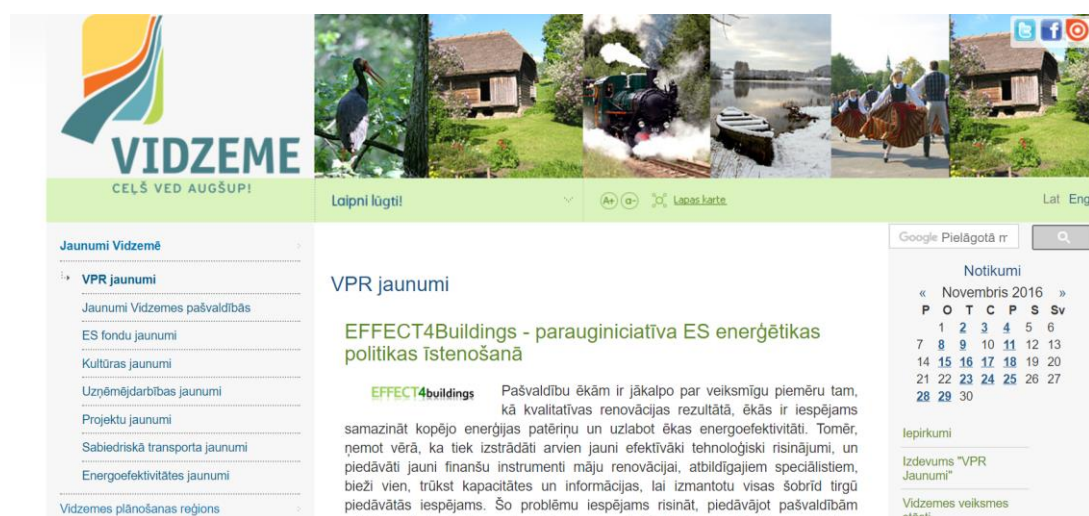 VIDZEME
CEĻŠ VED AUGŠUP!
Laipni lūgti!
A+ a- Lapas karte
Lat Eng
Jaunumi Vidzemē
VPR jaunumi
Jaunumi Vidzemes pašvaldībās
ES fondu jaunumi
Kultūras jaunumi
Uzņēmējdarbības jaunumi
Projektu jaunumi
Sabiedriskā transporta jaunumi
Energoefektivitātes jaunumi
Vidzemes plānošanas reģions
VPR jaunumi
EFFECT4Buildings - parauginiciatīva ES enerģētikas
politikas īstenošanā
EFFECT4buildings
Pašvaldību ēkām ir jākalpo par veiksmīgu piemēru tam,
kā kvalitatīvas renovācijas rezultātā, ēkās ir iespējams
samazināt kopējo enerģijas patēriņu un uzlabot ēkas energoefektivitāti. Tomēr,
ņemot vērā, ka tiek izstrādāti arvien jauni efektīvāki tehnoloģiski risinājumi, un
piedāvāti jauni finanšu instrumenti māju renovācijai, atbildīgajiem speciālistiem,
bieži vien, trūkst kapacitātes un informācijas, lai izmantotu visas šobrīd tirgū
piedāvātās iespējams. Šo problēmu iespējams risināt, piedāvājot pašvaldībām
Google Pielāgotā
Notikumi
« Novembris 2016 »
P O T C P S Sv
1 2 3 4 5 6
7 8 9 10 11 12 13
14 15 16 17 18 19 20
21 22 23 24 25 26 27
28 29 30
Iepirkumi
Izdevums "VPR
Jaunumi"
Vidzemes veiksmes